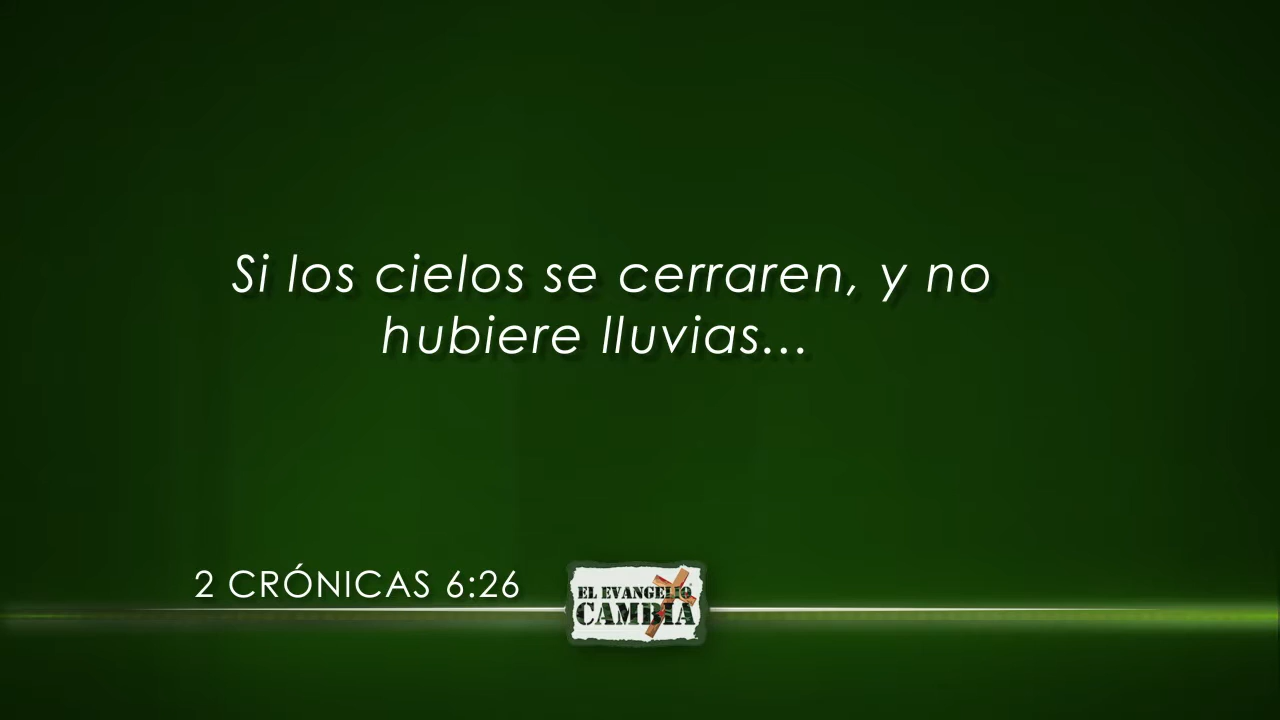 Si los cielos se cerraren, y no
hubiere lluvias...
2 CRÓNICAS 6:26
EL EVANGELIO
CAMBIA